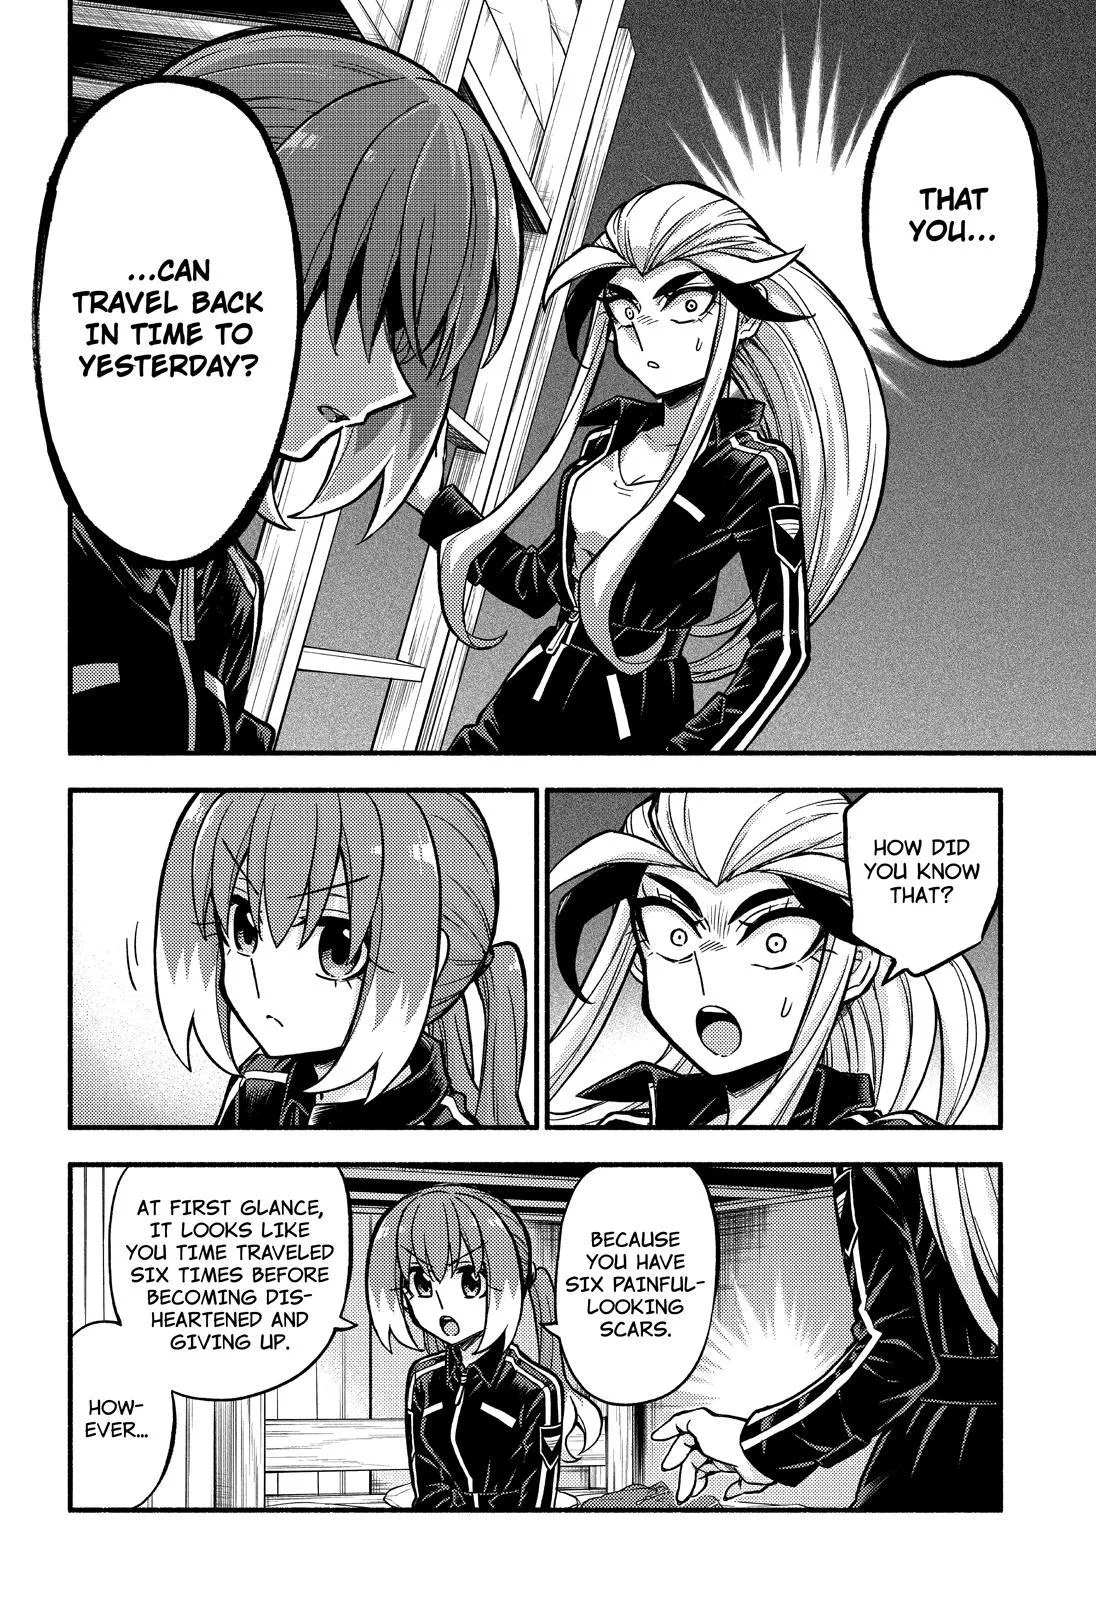 THAT
YOU...
...CAN
TRAVEL BACK
IN TIME TO
YESTERDAY?
HOW DID
YOU KNOW
THAT?
BECAUSE
YOU HAVE
SIX PAINFUL-
LOOKING
SCARS.
AT FIRST GLANCE,
IT LOOKS LIKE
YOU TIME TRAVELED
SIX TIMES BEFORE
BECOMING DIS-
HEARTENED AND
GIVING UP.
HOW-
EVER...